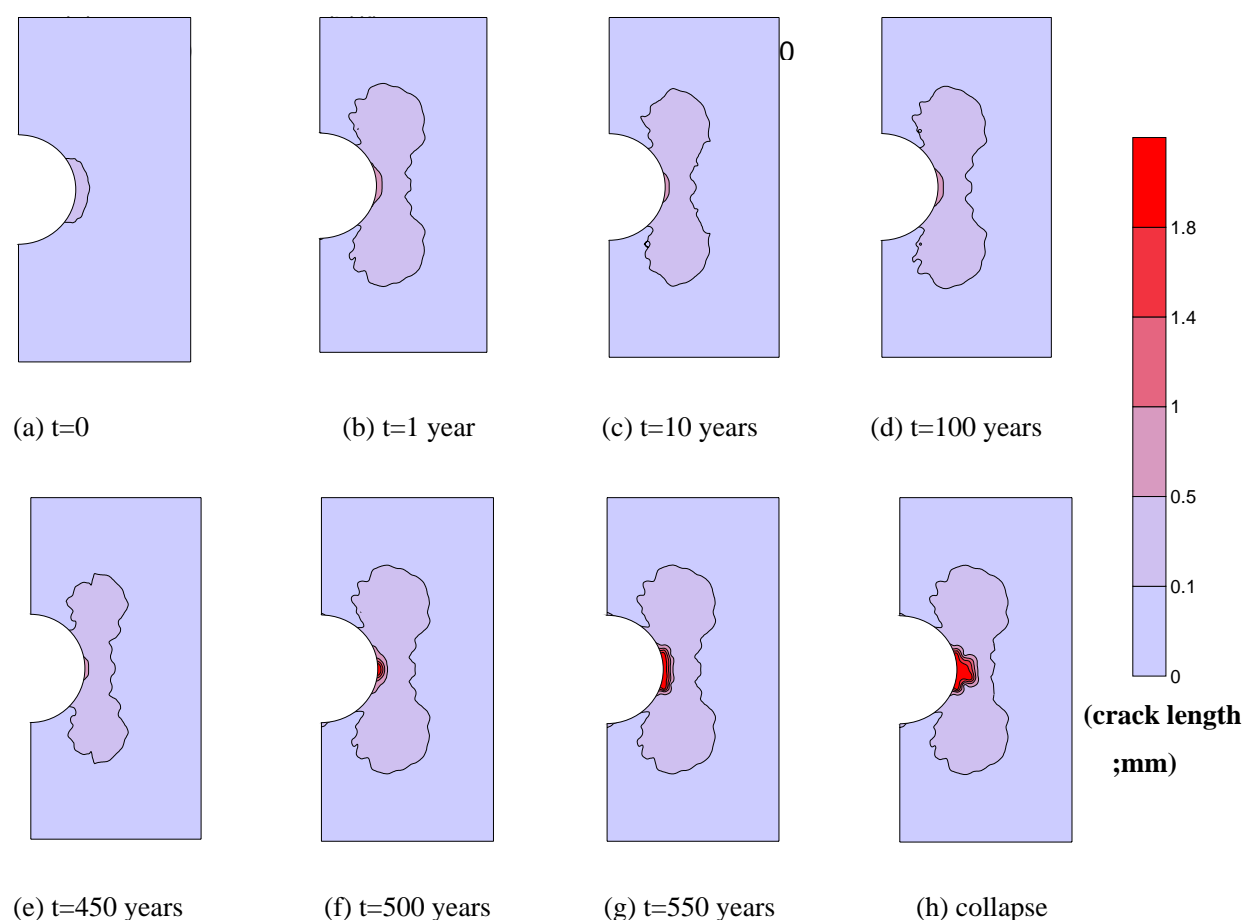 0
(a) t=0
(b) t=1 year
(c) t=10 years
(d) t=100 years
1.8
1.4
1
0.5
0.1
0
(crack length
;mm)
(e) t=450 years
(f) t=500 years
(g) t=550 years
(h) collapse